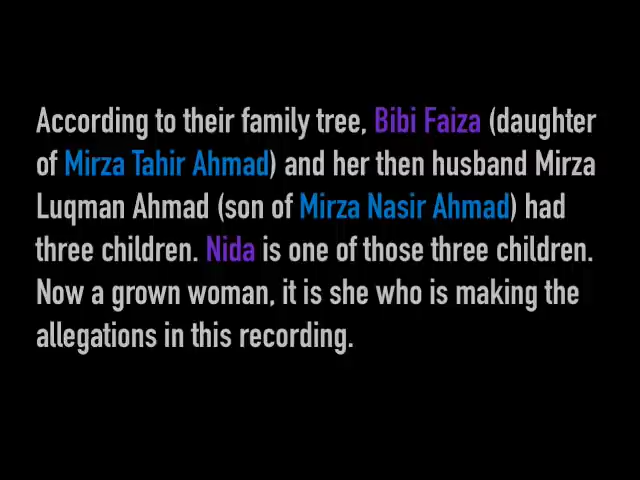 According to their family tree, Bibi Faiza (daughter
of Mirza Tahir Ahmad) and her then husband Mirza
Luqman Ahmad (son of Mirza Nasir Ahmad) had
three children. Nida is one of those three children.
Now a grown woman, it is she who is making the
allegations in this recording.